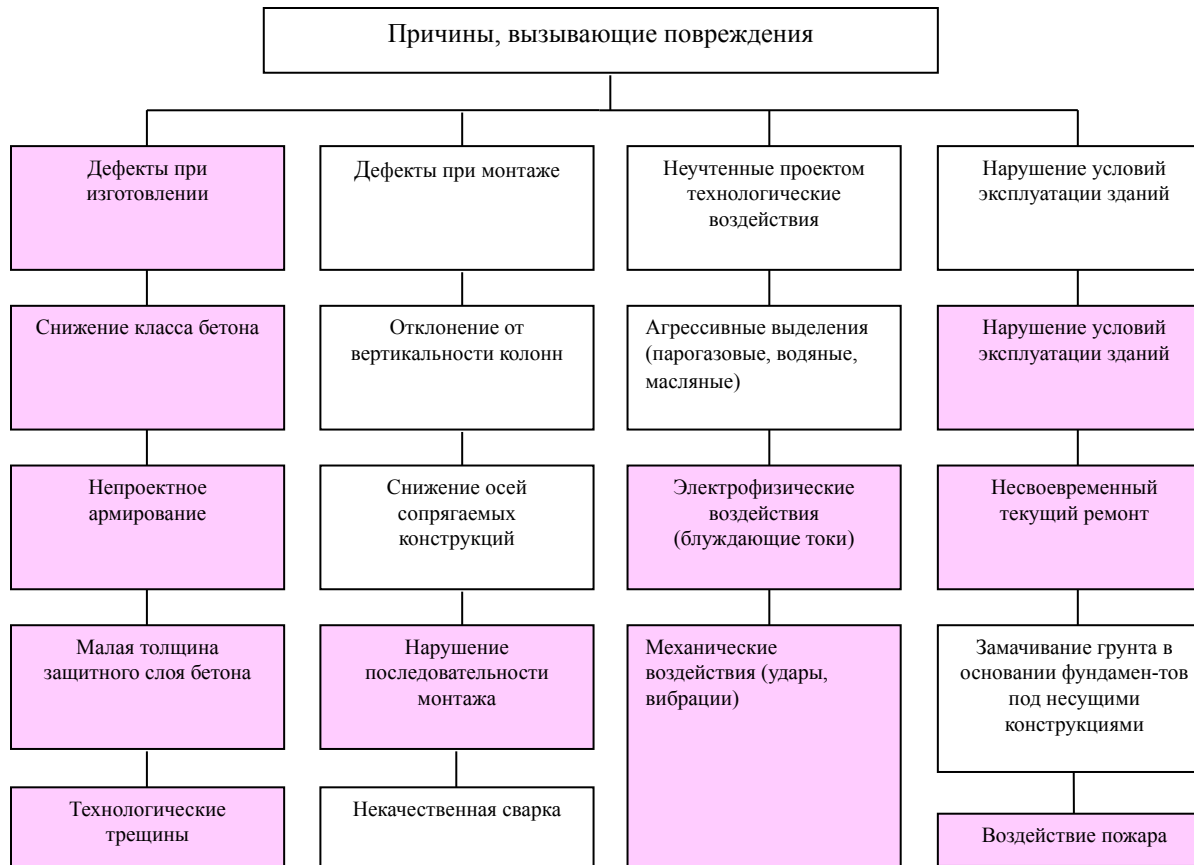 Причины, вызывающие повреждения
Дефекты при
изготовлении
Дефекты при монтаже
Неучтенные проектом
технологические
воздействия
Нарушение условий
эксплуатации зданий
Снижение класса бетона
Отклонение от
вертикальности колонн
Агрессивные выделения
(парогазовые, водяные,
масляные)
Нарушение условий
эксплуатации зданий
Непроектное
армирование
Снижение осей
сопрягаемых
конструкций
Электрофизические
воздействия
(блуждающие токи)
Несвоевременный
текущий ремонт
Малая толщина
защитного слоя бетона
Нарушение
последовательности
монтажа
Механические
воздействия (удары,
вибрации)
Замачивание грунта в
основании фундамен-тов
под несущими
конструкциями
Технологические
трещины
Некачественная сварка
Воздействие пожара